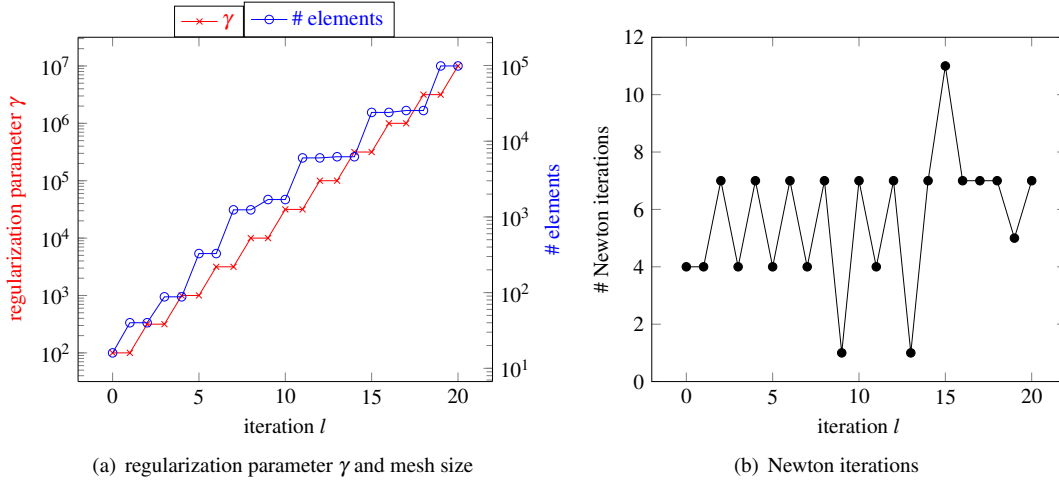 γ # elements
10^7
10^6
10^5
10^4
10^3
10^2
regularization parameter γ
0 5 10 15 20
iteration l
10^5
10^4
10^3
10^2
10^1
# elements
(a) regularization parameter γ and mesh size
12
10
8
6
4
2
0
# Newton iterations
0 5 10 15 20
iteration l
(b) Newton iterations